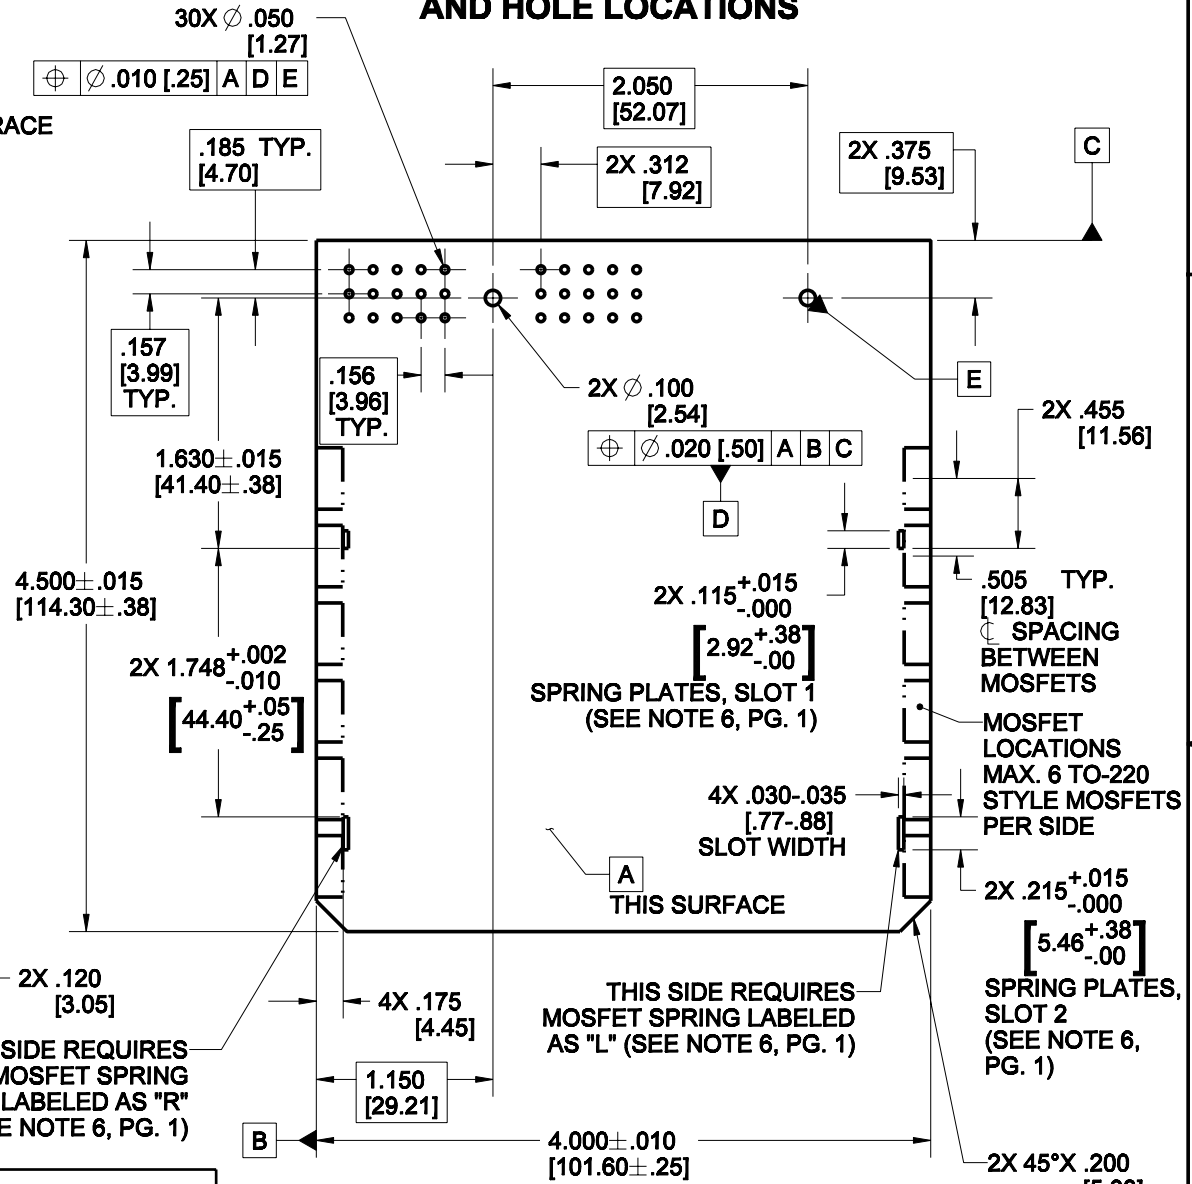 AND HOLE LOCATIONS
30X ⌀ .050
[1.27]
⌖ ⌀ .010 [.25] A D E
2.050
[52.07]
.185 TYP.
[4.70]
2X .312
[7.92]
2X .375
[9.53]
C
.157
[3.99]
TYP.
.156
[3.96]
TYP.
2X ⌀ .100
[2.54]
⌖ ⌀ .020 [.50] A B C
D
E
2X .455
[11.56]
1.630±.015
[41.40±.38]
4.500±.015
[114.30±.38]
2X .115 +.015
-.000
[2.92 +.38
-.00]
SPRING PLATES, SLOT 1
(SEE NOTE 6, PG. 1)
.505 TYP.
[12.83]
℄ SPACING
BETWEEN
MOSFETS
2X 1.748 +.002
-.010
[44.40 +.05
-.25]
MOSFET
LOCATIONS
MAX. 6 TO-220
STYLE MOSFETS
PER SIDE
4X .030-.035
[.77-.88]
SLOT WIDTH
A
THIS SURFACE
2X .215 +.015
-.000
[5.46 +.38
-.00]
SPRING PLATES,
SLOT 2
(SEE NOTE 6,
PG. 1)
2X .120
[3.05]
4X .175
[4.45]
THIS SIDE REQUIRES
MOSFET SPRING LABELED
AS "L" (SEE NOTE 6, PG. 1)
SIDE REQUIRES
MOSFET SPRING
LABELED AS "R"
NOTE 6, PG. 1)
1.150
[29.21]
B
4.000±.010
[101.60±.25]
2X 45°X .200